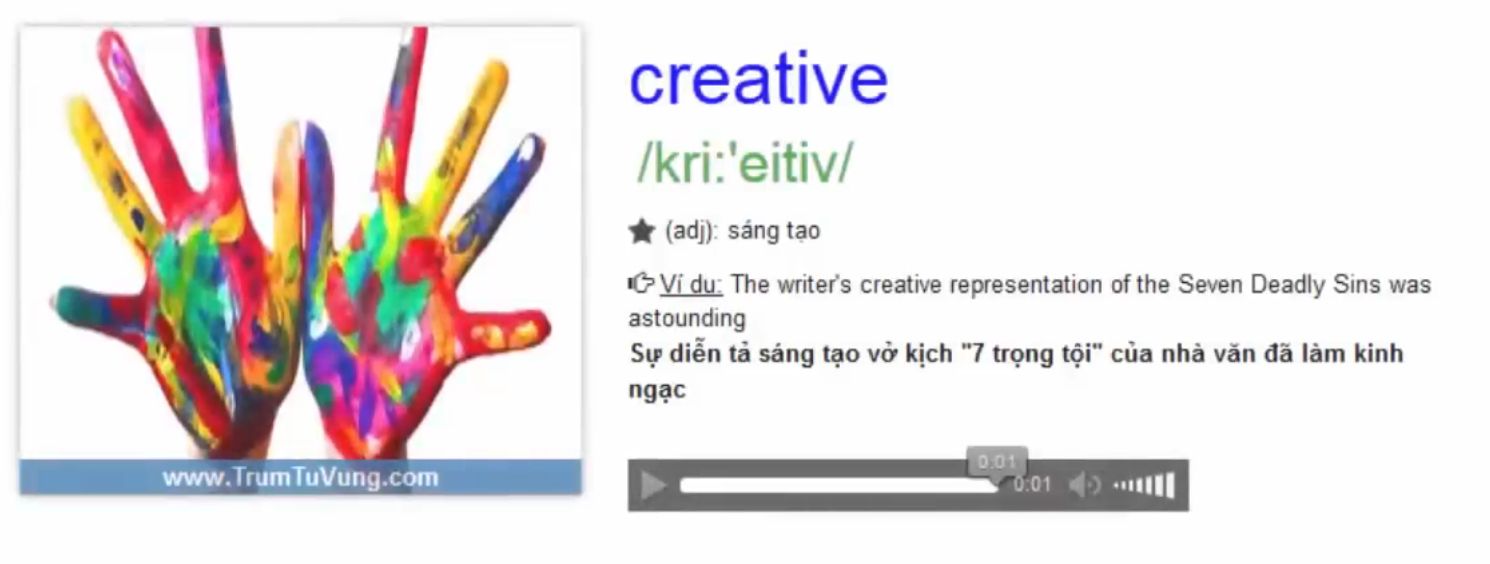 creative
/kri:'eitiv/
(adj): sáng tạo
Ví dụ: The writer's creative representation of the Seven Deadly Sins was
astounding
Sự diễn tả sáng tạo vở kịch "7 trọng tội" của nhà văn đã làm kinh
ngạc
www.TrumTuVung.com
0:01
0:01